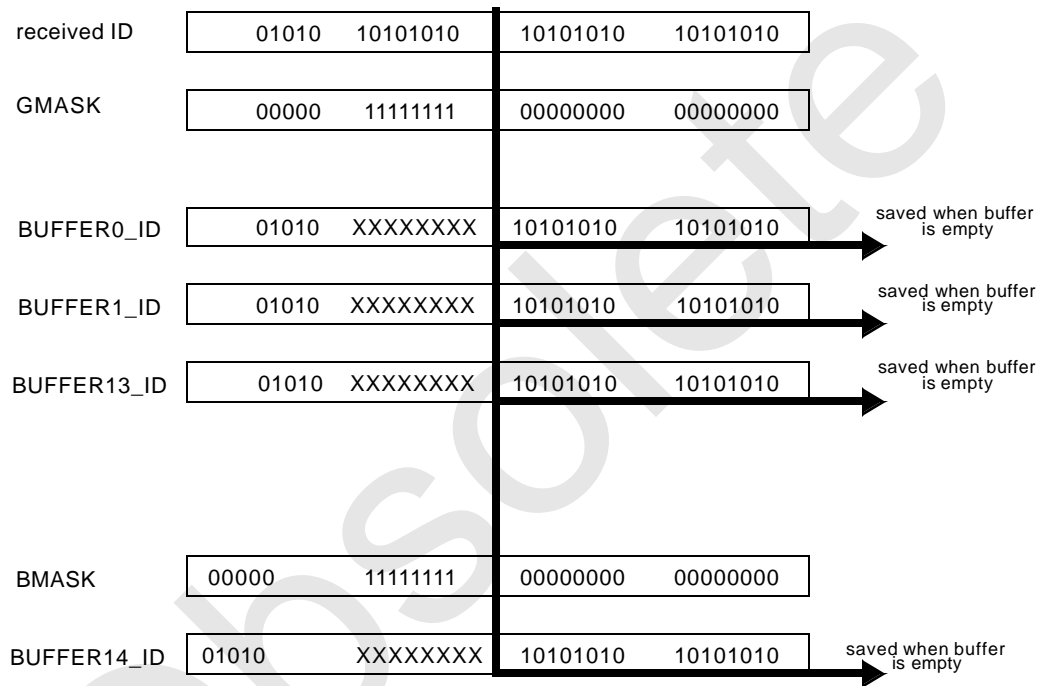 received ID 01010 10101010 10101010 10101010
GMASK 00000 11111111 00000000 00000000
BUFFER0_ID 01010 XXXXXXXX 10101010 10101010 saved when buffer
is empty
BUFFER1_ID 01010 XXXXXXXX 10101010 10101010 saved when buffer
is empty
BUFFER13_ID 01010 XXXXXXXX 10101010 10101010 saved when buffer
is empty
BMASK 00000 11111111 00000000 00000000
BUFFER14_ID 01010 XXXXXXXX 10101010 10101010 saved when buffer
is empty
obsolete